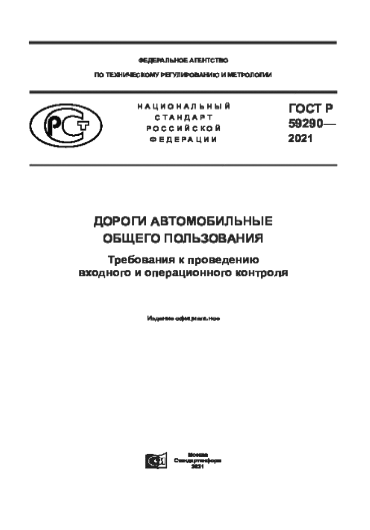 ФЕДЕРАЛЬНОЕ АГЕНТСТВО
ПО ТЕХНИЧЕСКОМУ РЕГУЛИРОВАНИЮ И МЕТРОЛОГИИ
НАЦИОНАЛЬНЫЙ
СТАНДАРТ
РОССИЙСКОЙ
ФЕДЕРАЦИИ
ГОСТ Р
59290—
2021
ДОРОГИ АВТОМОБИЛЬНЫЕ
ОБЩЕГО ПОЛЬЗОВАНИЯ
Требования к проведению
входного и операционного контроля
Издание официальное
Москва
Стандартинформ
2021